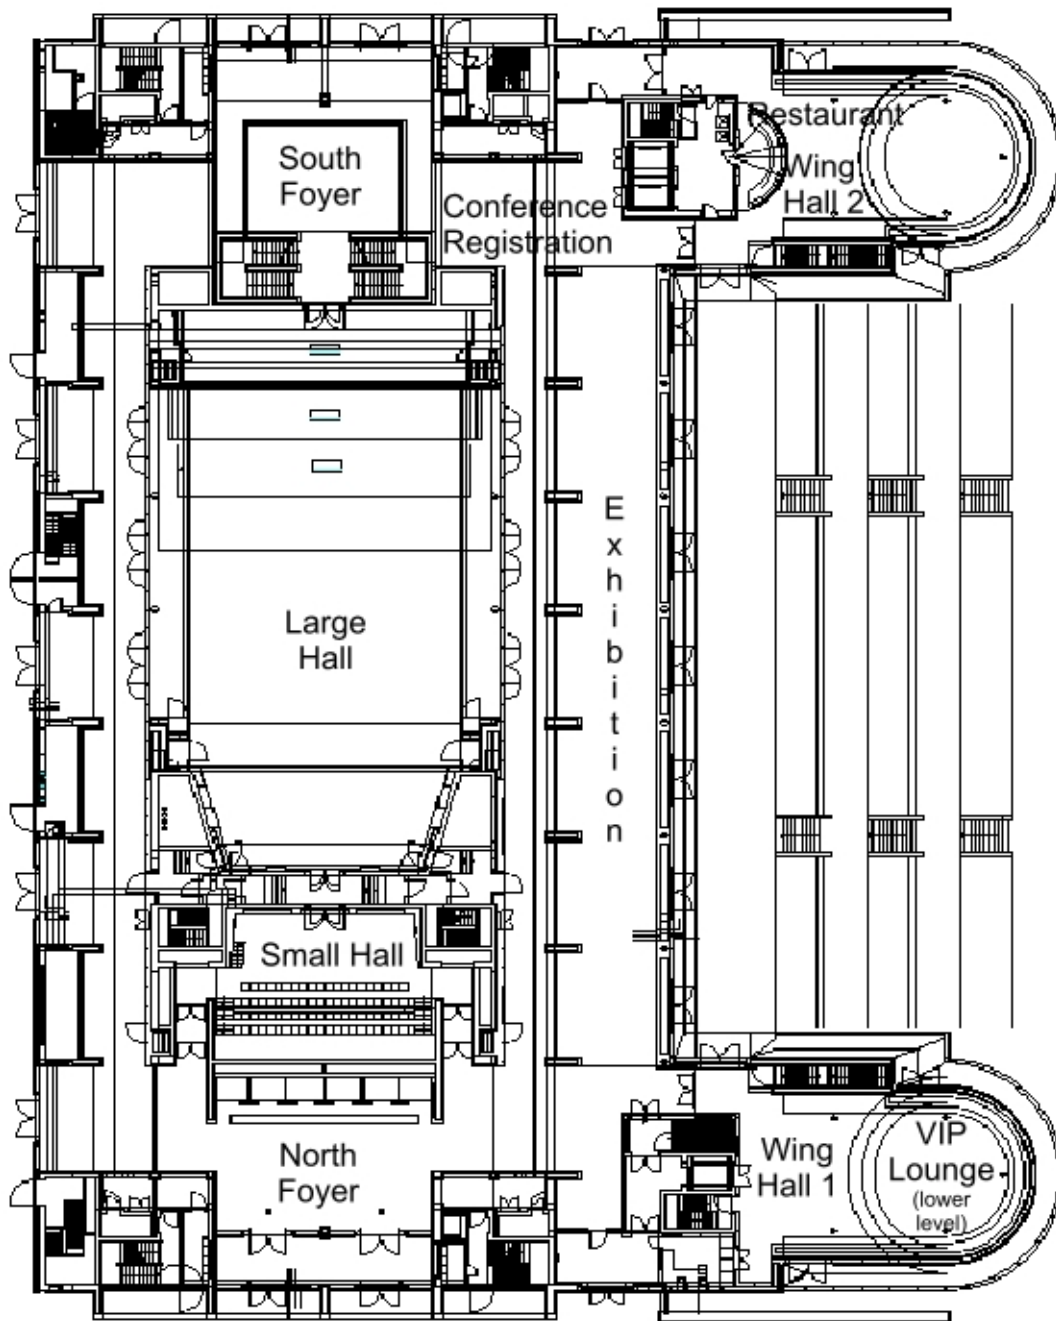 Restaurant
South
Foyer
Wing
Hall 2
Conference
Registration
Exhibition
Large
Hall
Small Hall
North
Foyer
Wing
Hall 1
VIP
Lounge
(lower
level)